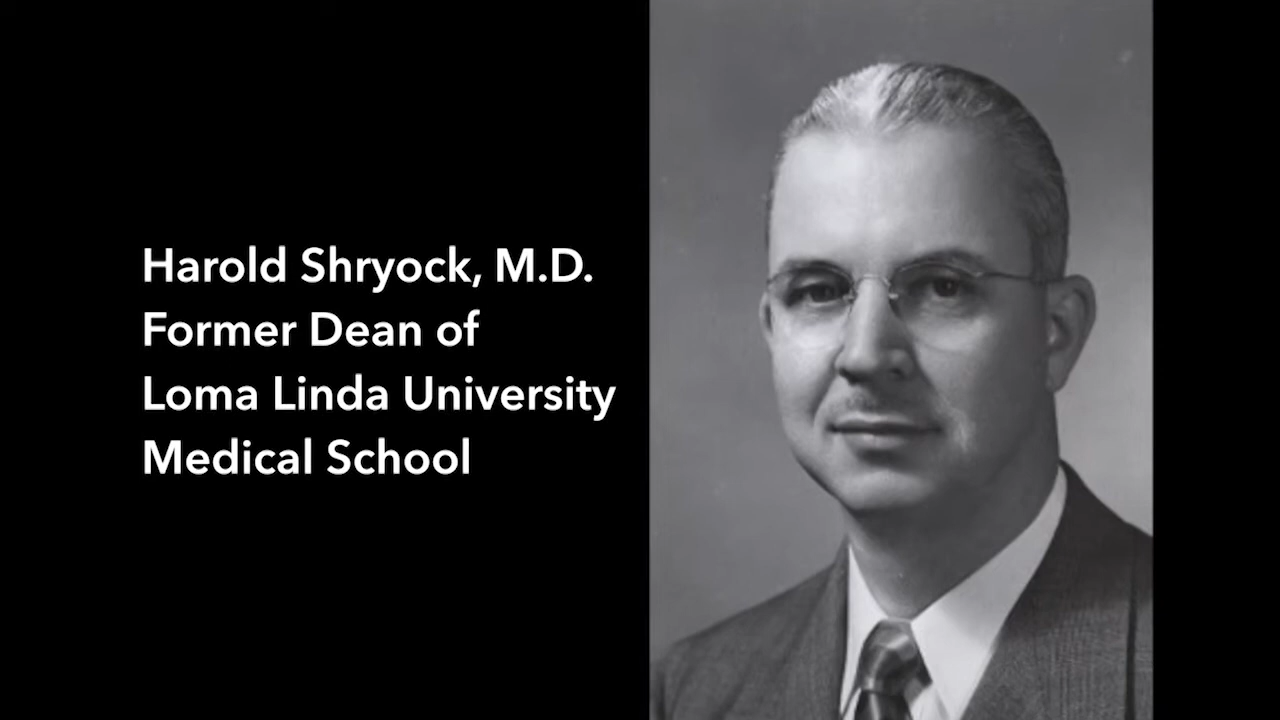 Harold Shryock, M.D.
Former Dean of
Loma Linda University
Medical School